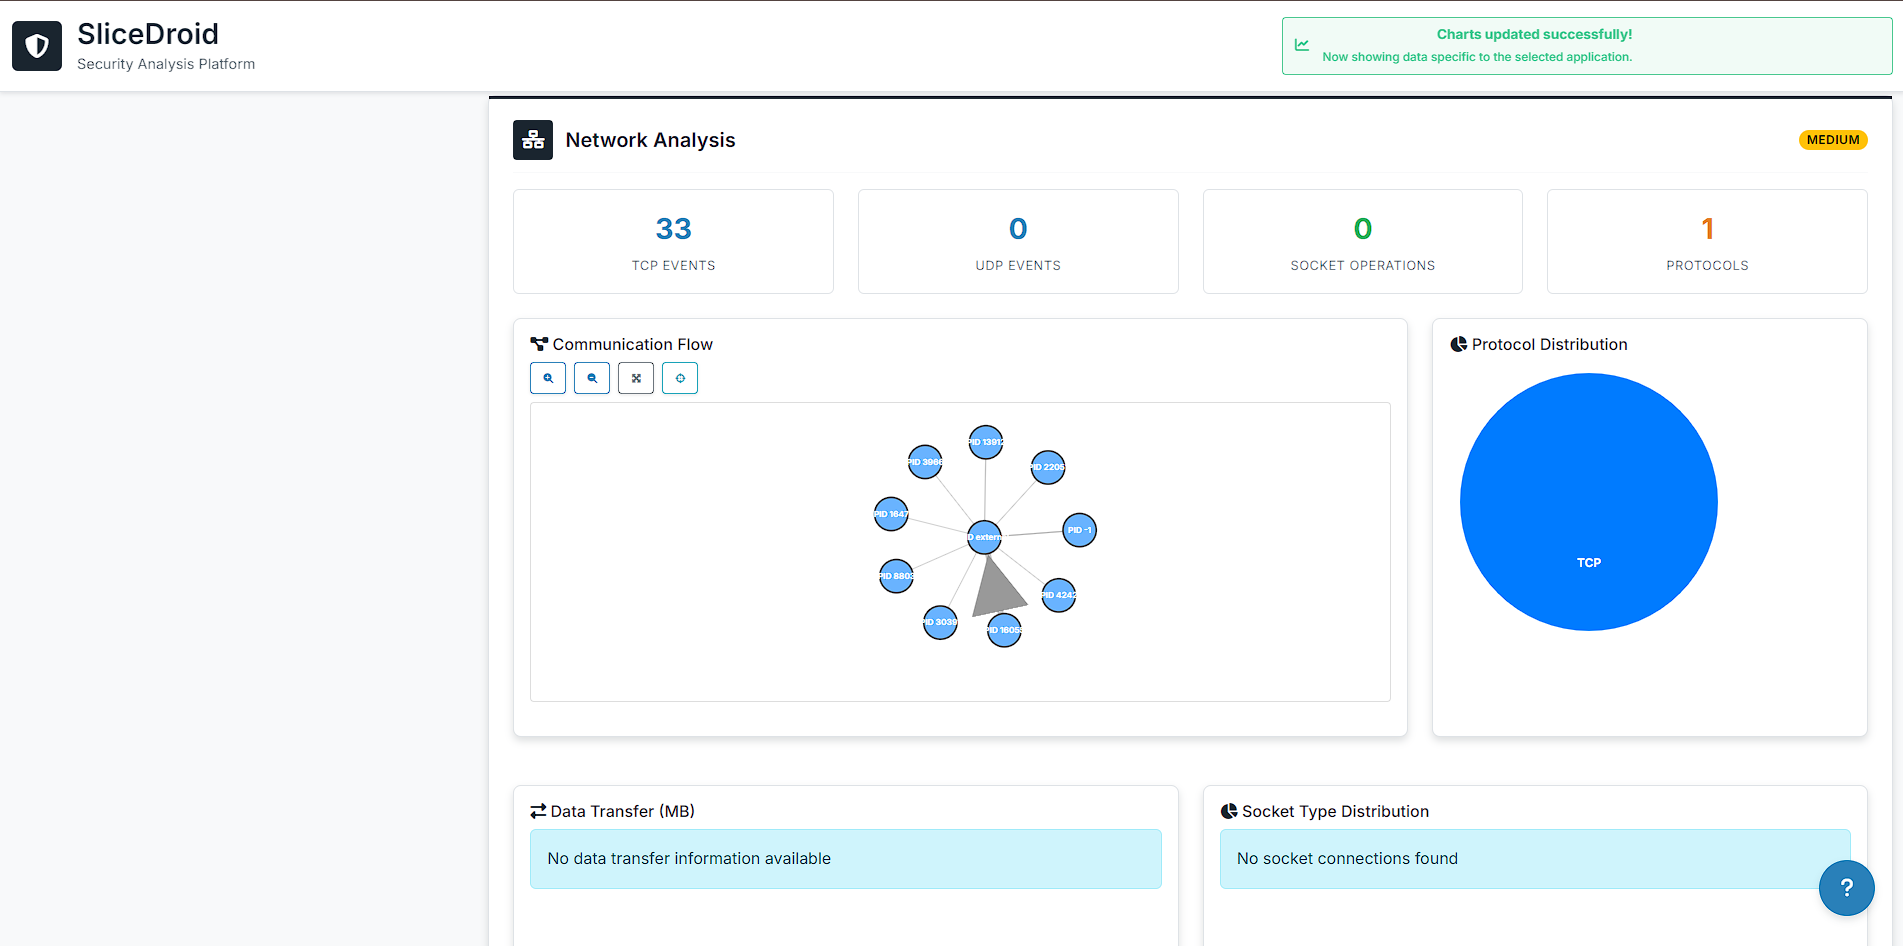 SliceDroid
Security Analysis Platform
Charts updated successfully!
Now showing data specific to the selected application.
Network Analysis
MEDIUM
33
TCP EVENTS
0
UDP EVENTS
0
SOCKET OPERATIONS
1
PROTOCOLS
Communication Flow
Protocol Distribution
PID 13912
PID 3966
PID 2205
PID 1647
PID -1
D extern
PID 8803
PID 4242
PID 3039
PID 16055
TCP
Data Transfer (MB)
Socket Type Distribution
No data transfer information available
No socket connections found
?